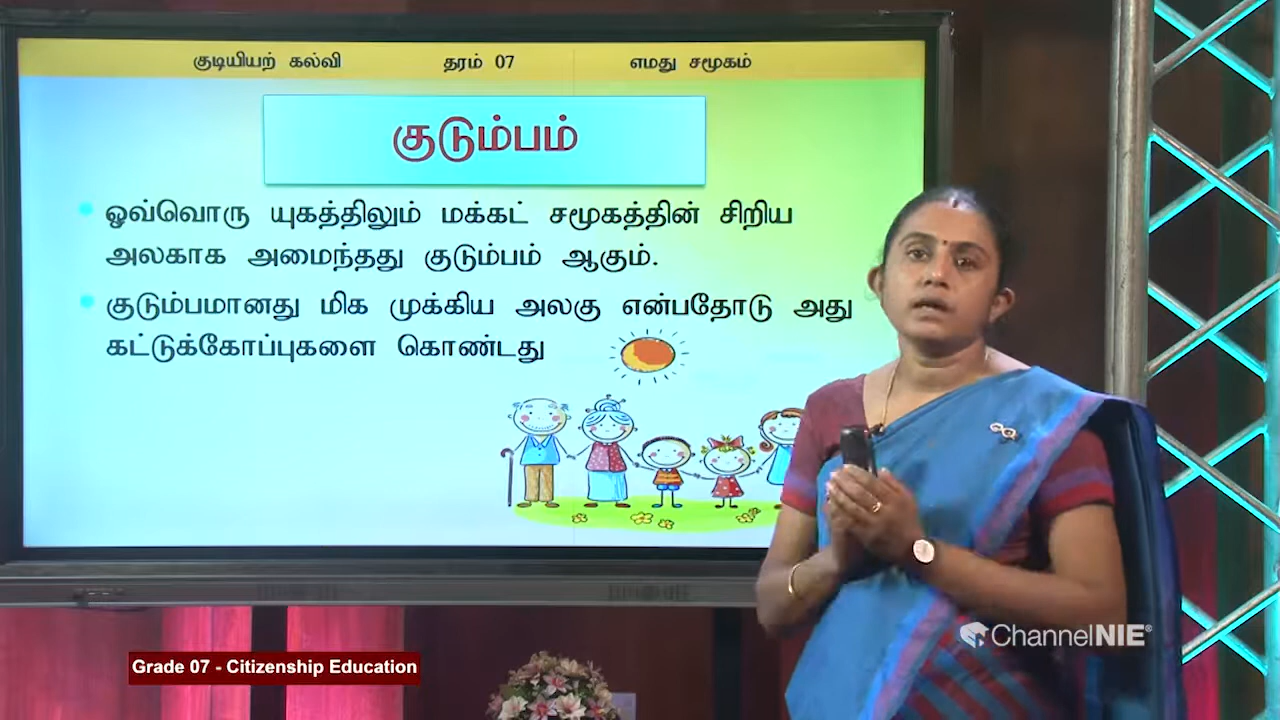 குடியியற் கல்வி தரம் 07 எமது சமூகம்
குடும்பம்
ஒவ்வொரு யுகத்திலும் மக்கட் சமூகத்தின் சிறிய
அலகாக அமைந்தது குடும்பம் ஆகும்.
குடும்பமானது மிக முக்கிய அலகு என்பதோடு அது
கட்டுக்கோப்புகளை கொண்டது
ChannelNIE®
Grade 07 - Citizenship Education